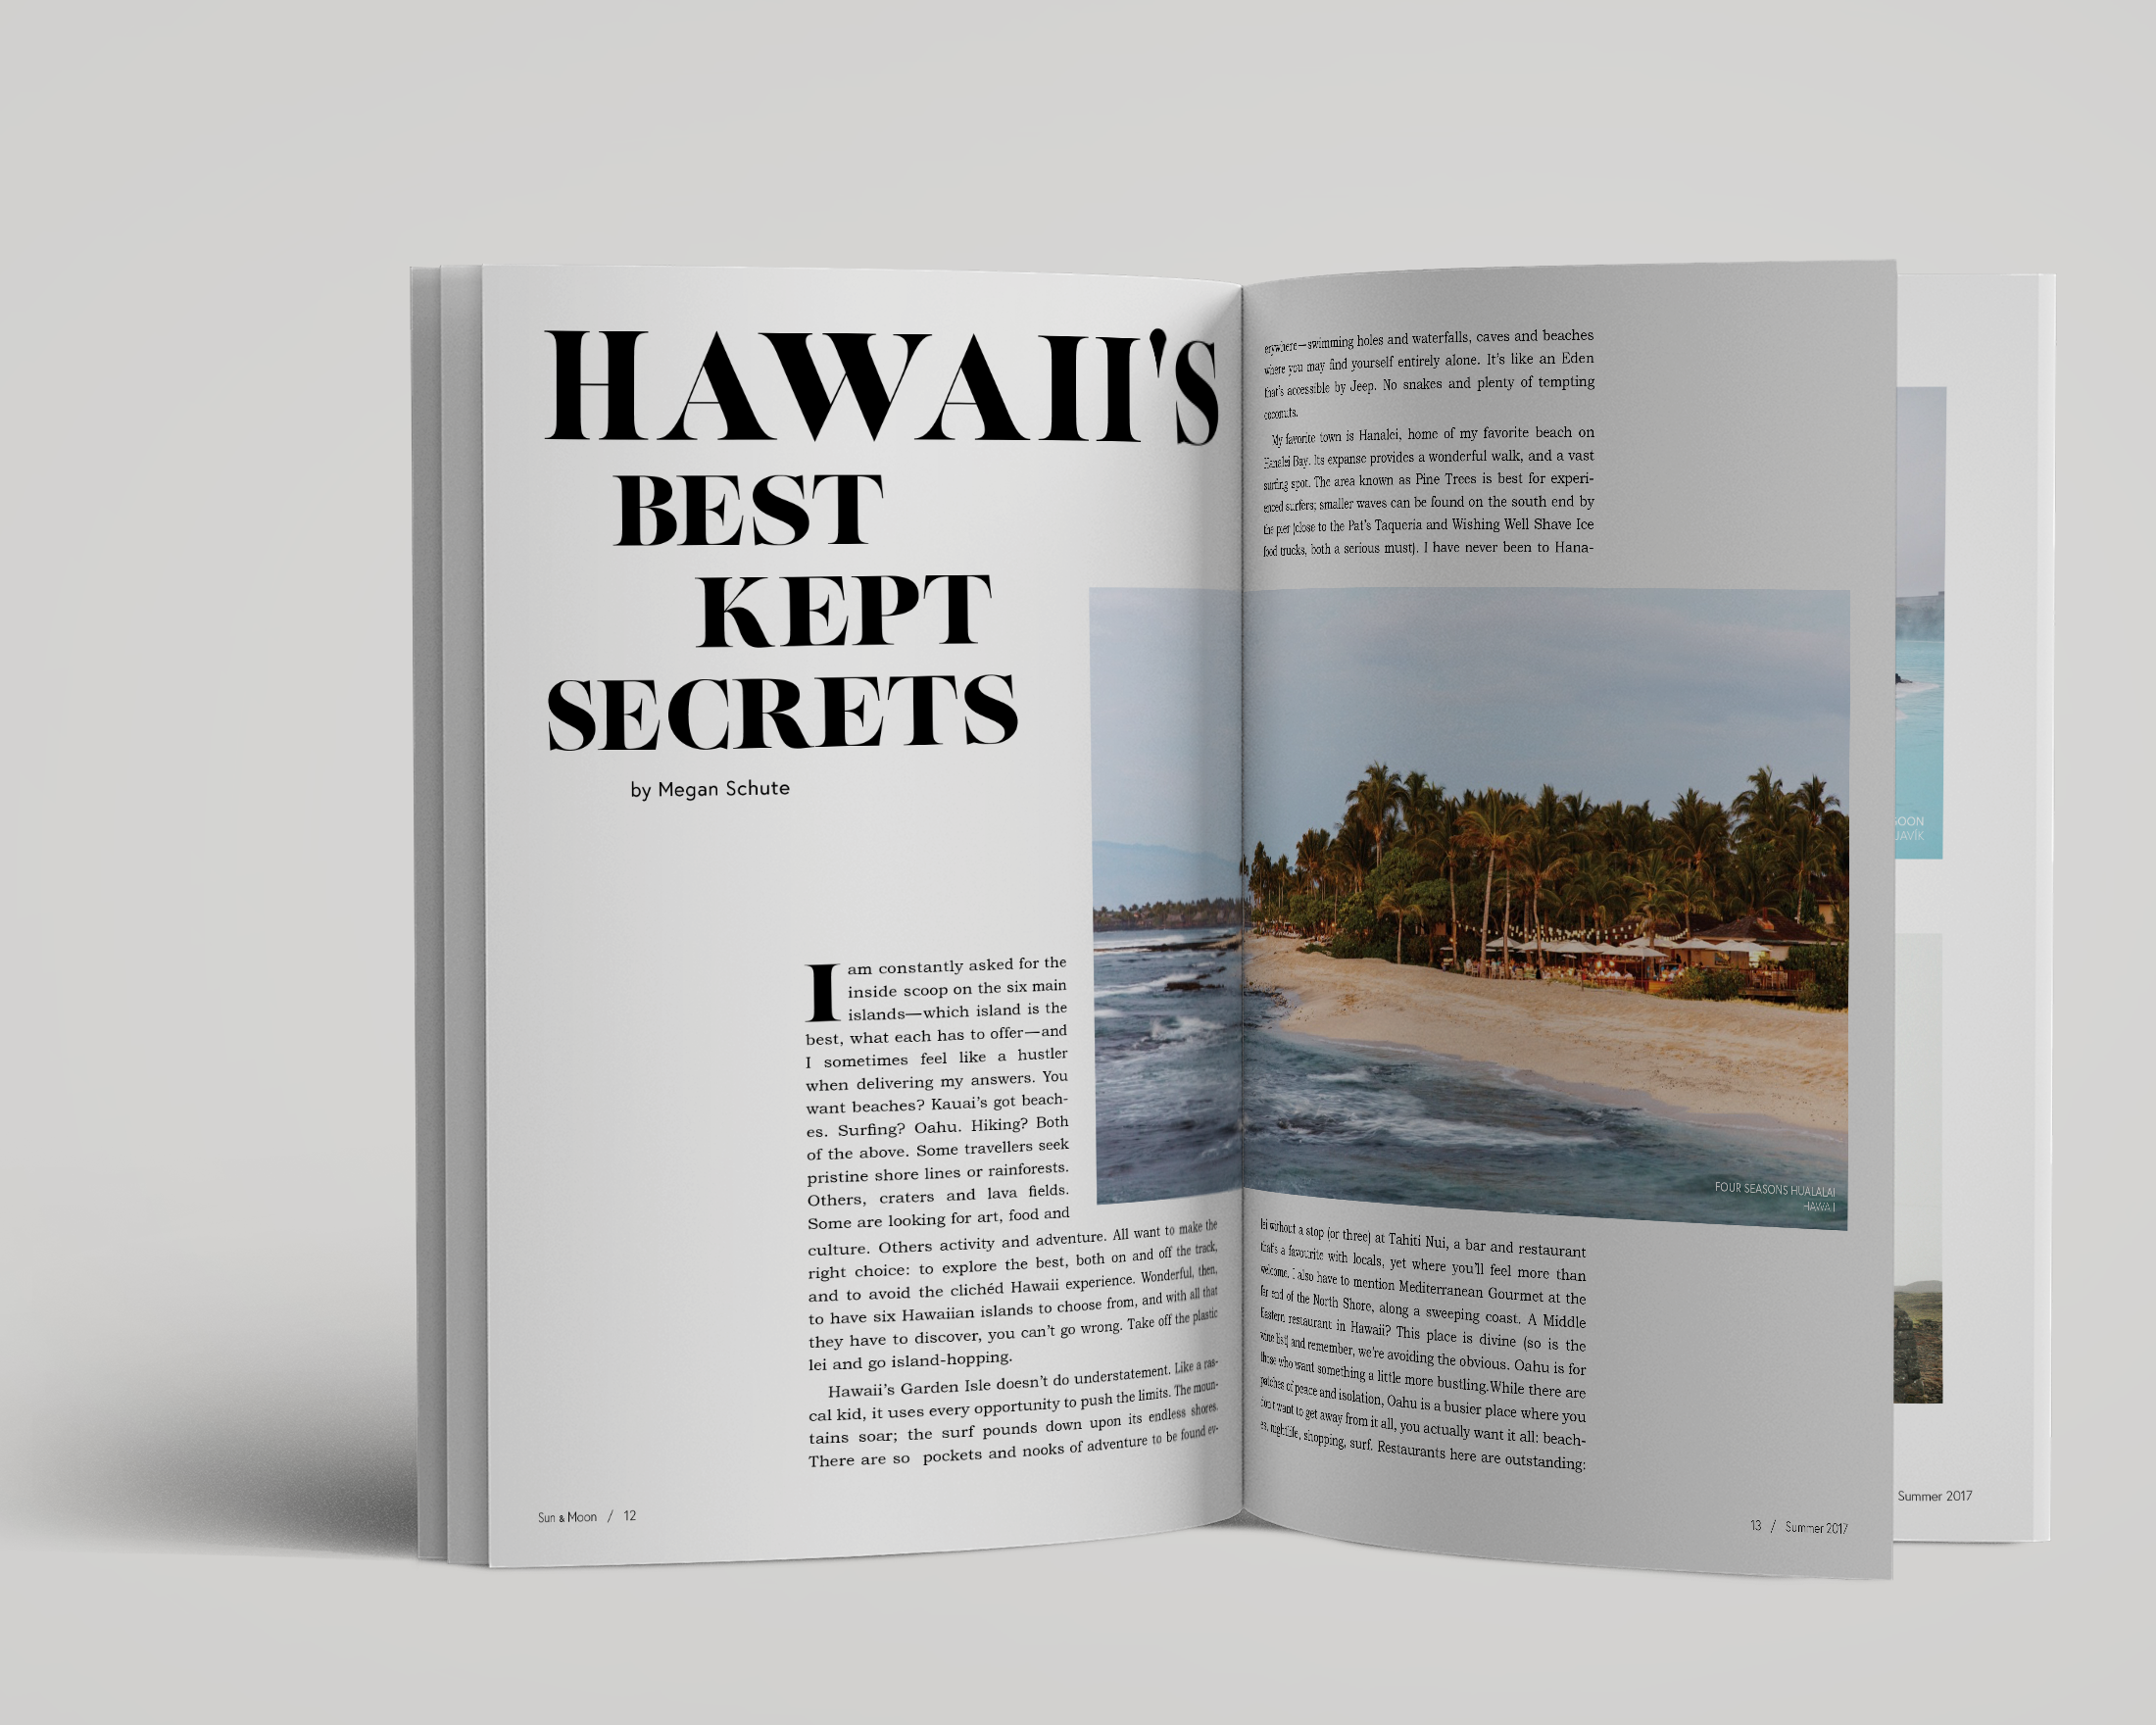 HAWAII'S
BEST
KEPT
SECRETS
by Megan Schute
I am constantly asked for the
inside scoop on the six main
islands—which island is the
best, what each has to offer—and
I sometimes feel like a hustler
when delivering my answers. You
want beaches? Kauai's got beach-
es. Surfing? Oahu. Hiking? Both
of the above. Some travellers seek
pristine shore lines or rainforests.
Others, craters and lava fields.
Some are looking for art, food and
culture. Others activity and adventure. All want to make the
right choice: to explore the best, both on and off the track,
and to avoid the clichéd Hawaii experience. Wonderful, then,
to have six Hawaiian islands to choose from, and with all that
they have to discover, you can't go wrong. Take off the plastic
lei and go island-hopping.
Hawaii's Garden Isle doesn't do understatement. Like a ras-
cal kid, it uses every opportunity to push the limits. The moun-
tains soar; the surf pounds down upon its endless shores.
There are so pockets and nooks of adventure to be found ev-
Sun & Moon / 12
erywhere—swimming holes and waterfalls, caves and beaches
where you may find yourself entirely alone. It's like an Eden
that's accessible by Jeep. No snakes and plenty of tempting
coconuts.
My favorite town is Hanalei, home of my favorite beach on
Hanalei Bay. Its expanse provides a wonderful walk, and a vast
surfing spot. The area known as Pine Trees is best for experi-
enced surfers; smaller waves can be found on the south end by
the pier (close to the Pat's Taqueria and Wishing Well Shave Ice
food trucks, both a serious must). I have never been to Hana-
FOUR SEASONS HUALALAI
HAWAII
lei without a stop (or three) at Tahiti Nui, a bar and restaurant
that's a favourite with locals, yet where you'll feel more than
welcome. I also have to mention Mediterranean Gourmet at the
far end of the North Shore, along a sweeping coast. A Middle
Eastern restaurant in Hawaii? This place is divine (so is the
wine list) and remember, we're avoiding the obvious. Oahu is for
those who want something a little more bustling.While there are
patches of peace and isolation, Oahu is a busier place where you
don't want to get away from it all, you actually want it all: beach-
es, nightlife, shopping, surf. Restaurants here are outstanding:
13 / Summer 2017
OON
JAVÍK
Summer 2017